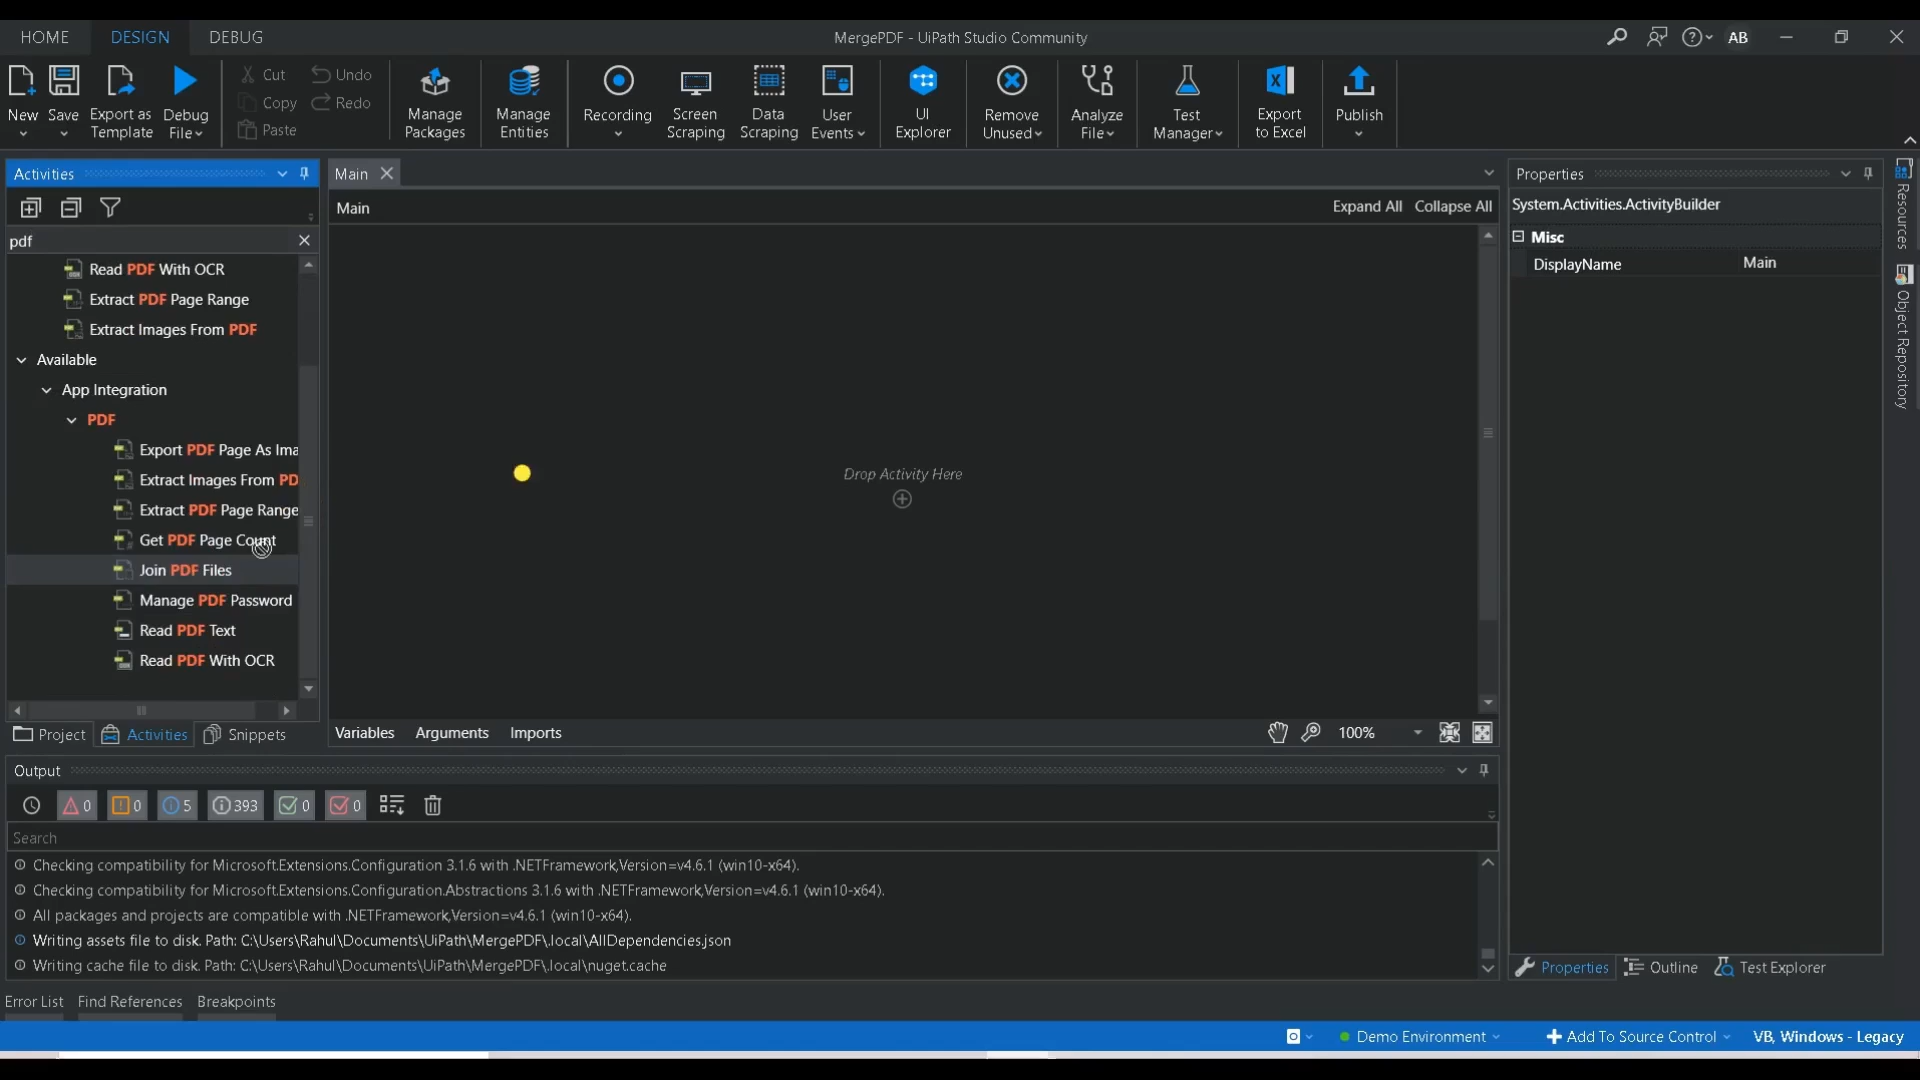 HOME DESIGN DEBUG MergePDF - UiPath Studio Community AB
New Save Export as Template Debug File Cut Copy Paste Undo Redo Manage Packages Manage Entities Recording Screen Scraping Data Scraping User Events UI Explorer Remove Unused Analyze File Test Manager Export to Excel Publish
Activities
pdf
Read PDF With OCR
Extract PDF Page Range
Extract Images From PDF
Available
App Integration
PDF
Export PDF Page As Ima
Extract Images From PD
Extract PDF Page Range
Get PDF Page Count
Join PDF Files
Manage PDF Password
Read PDF Text
Read PDF With OCR
Project Activities Snippets
Main
Main Expand All Collapse All
Drop Activity Here
Variables Arguments Imports 100%
Properties
System.Activities.ActivityBuilder
Misc
DisplayName Main
Resources
Object Repository
Output
0 0 5 393 0 0
Search
Checking compatibility for Microsoft.Extensions.Configuration 3.1.6 with .NETFramework,Version=v4.6.1 (win10-x64).
Checking compatibility for Microsoft.Extensions.Configuration.Abstractions 3.1.6 with .NETFramework,Version=v4.6.1 (win10-x64).
All packages and projects are compatible with .NETFramework,Version=v4.6.1 (win10-x64).
Writing assets file to disk. Path: C:\Users\Rahul\Documents\UiPath\MergePDF\.local\AllDependencies.json
Writing cache file to disk. Path: C:\Users\Rahul\Documents\UiPath\MergePDF\.local\nuget.cache
Properties Outline Test Explorer
Error List Find References Breakpoints
Demo Environment Add To Source Control VB, Windows - Legacy